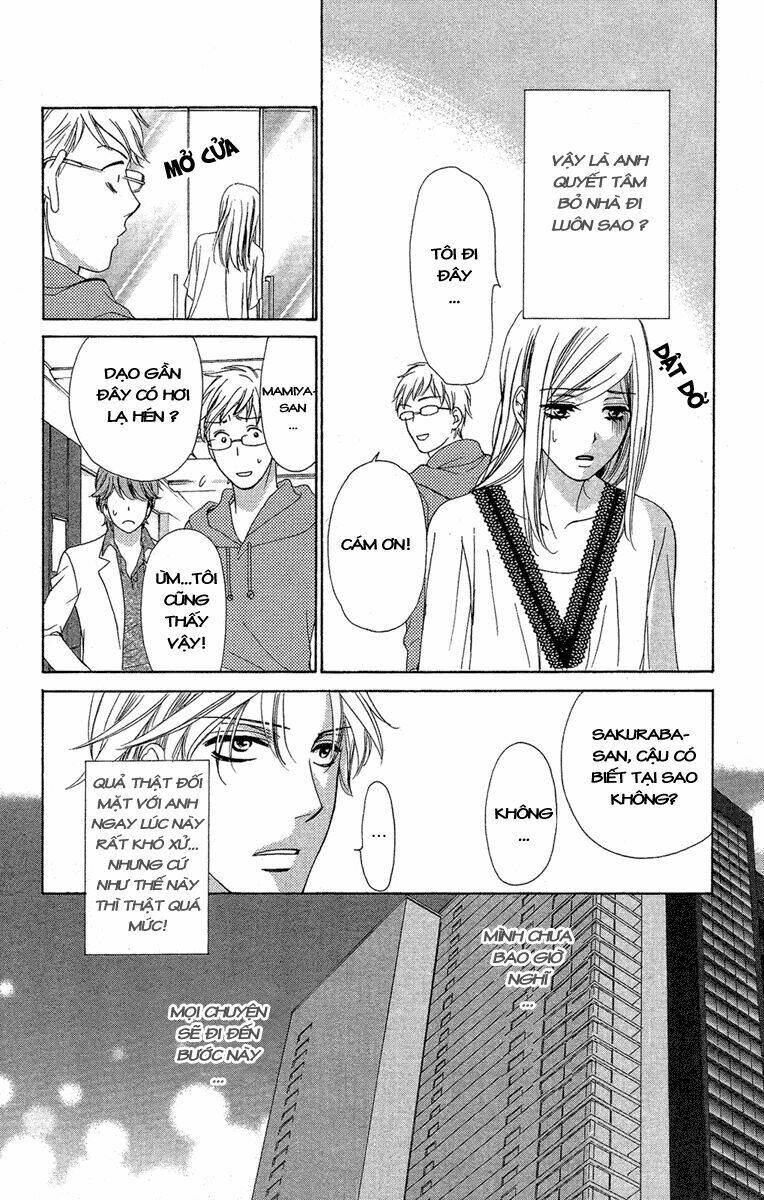 VẬY LÀ ANH
QUYẾT TÂM
BỎ NHÀ ĐI
LUÔN SAO ?
TÔI ĐI
ĐÂY
...
DẬT DỜ
CÁM ƠN!
MỞ CỬA
MAMIYA-
SAN
...
DẠO GẦN
ĐÂY CÓ HƠI
LẠ HÉN ?
ỪM...TÔI
CŨNG
THẤY
VẬY!
SAKURABA-
SAN, CẬU CÓ
BIẾT TẠI SAO
KHÔNG?
KHÔNG
...
...
QUẢ THẬT ĐỐI
MẶT VỚI ANH
NGAY LÚC NÀY
RẤT KHÓ XỬ...
NHƯNG CỨ
NHƯ THẾ NÀY
THÌ THẬT QUÁ
MỨC!
MÌNH CHƯA
BAO GIỜ
NGHĨ
...
MỌI CHUYỆN
SẼ ĐI ĐẾN
BƯỚC NÀY
...